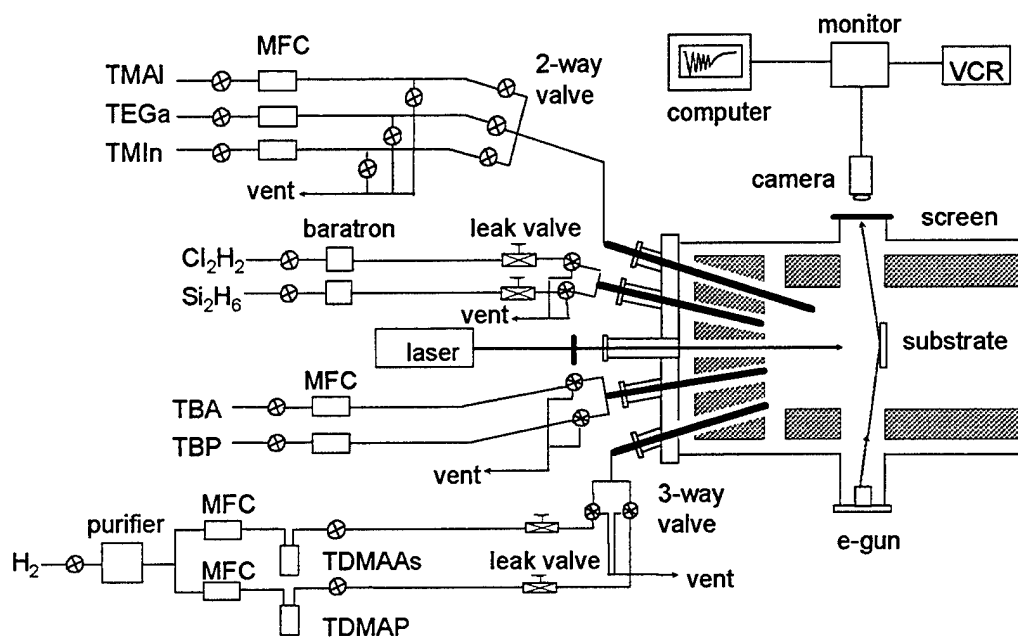 monitor
MFC
TMAl
2-way
valve
VCR
computer
TEGa
TMIn
camera
vent
screen
baratron
leak valve
Cl₂H₂
Si₂H₆
vent
laser
substrate
MFC
TBA
TBP
vent
3-way
valve
MFC
purifier
e-gun
H₂
TDMAAs
leak valve
MFC
vent
TDMAP